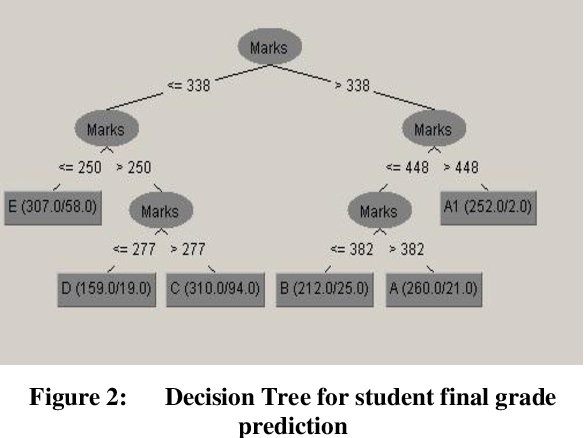 Marks
<= 338
> 338
Marks
Marks
<= 250
> 250
<= 448
> 448
E (307.0/58.0)
Marks
Marks
A1 (252.0/2.0)
<= 277
> 277
<= 382
> 382
D (159.0/19.0)
C (310.0/94.0)
B (212.0/25.0)
A (260.0/21.0)
Figure 2: Decision Tree for student final grade
prediction